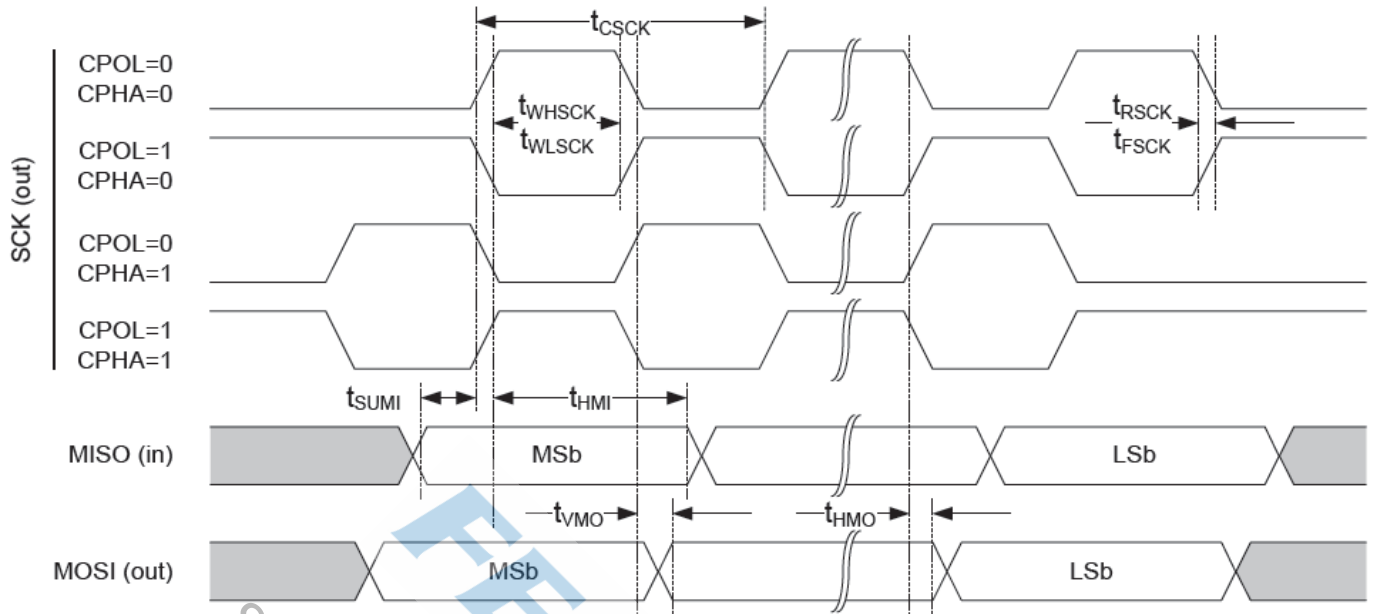 tCSCK
CPOL=0
CPHA=0
tWHSCK
tWLSCK
tRSCK
tFSCK
CPOL=1
CPHA=0
SCK (out)
CPOL=0
CPHA=1
CPOL=1
CPHA=1
tSUMI
tHMI
MISO (in)
MSb
LSb
tVMO
tHMO
MOSI (out)
MSb
LSb